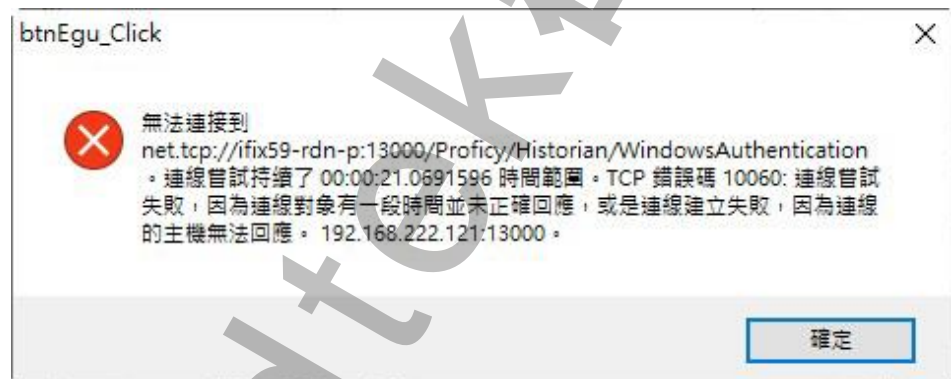 btnEgu_Click
無法連接到
net.tcp://ifix59-rdn-p:13000/Proficy/Historian/WindowsAuthentication
。連線嘗試持續了 00:00:21.0691596 時間範圍。TCP 錯誤碼 10060: 連線嘗試
失敗，因為連線對象有一段時間並未正確回應，或是連線建立失敗，因為連線
的主機無法回應。 192.168.222.121:13000。
確定